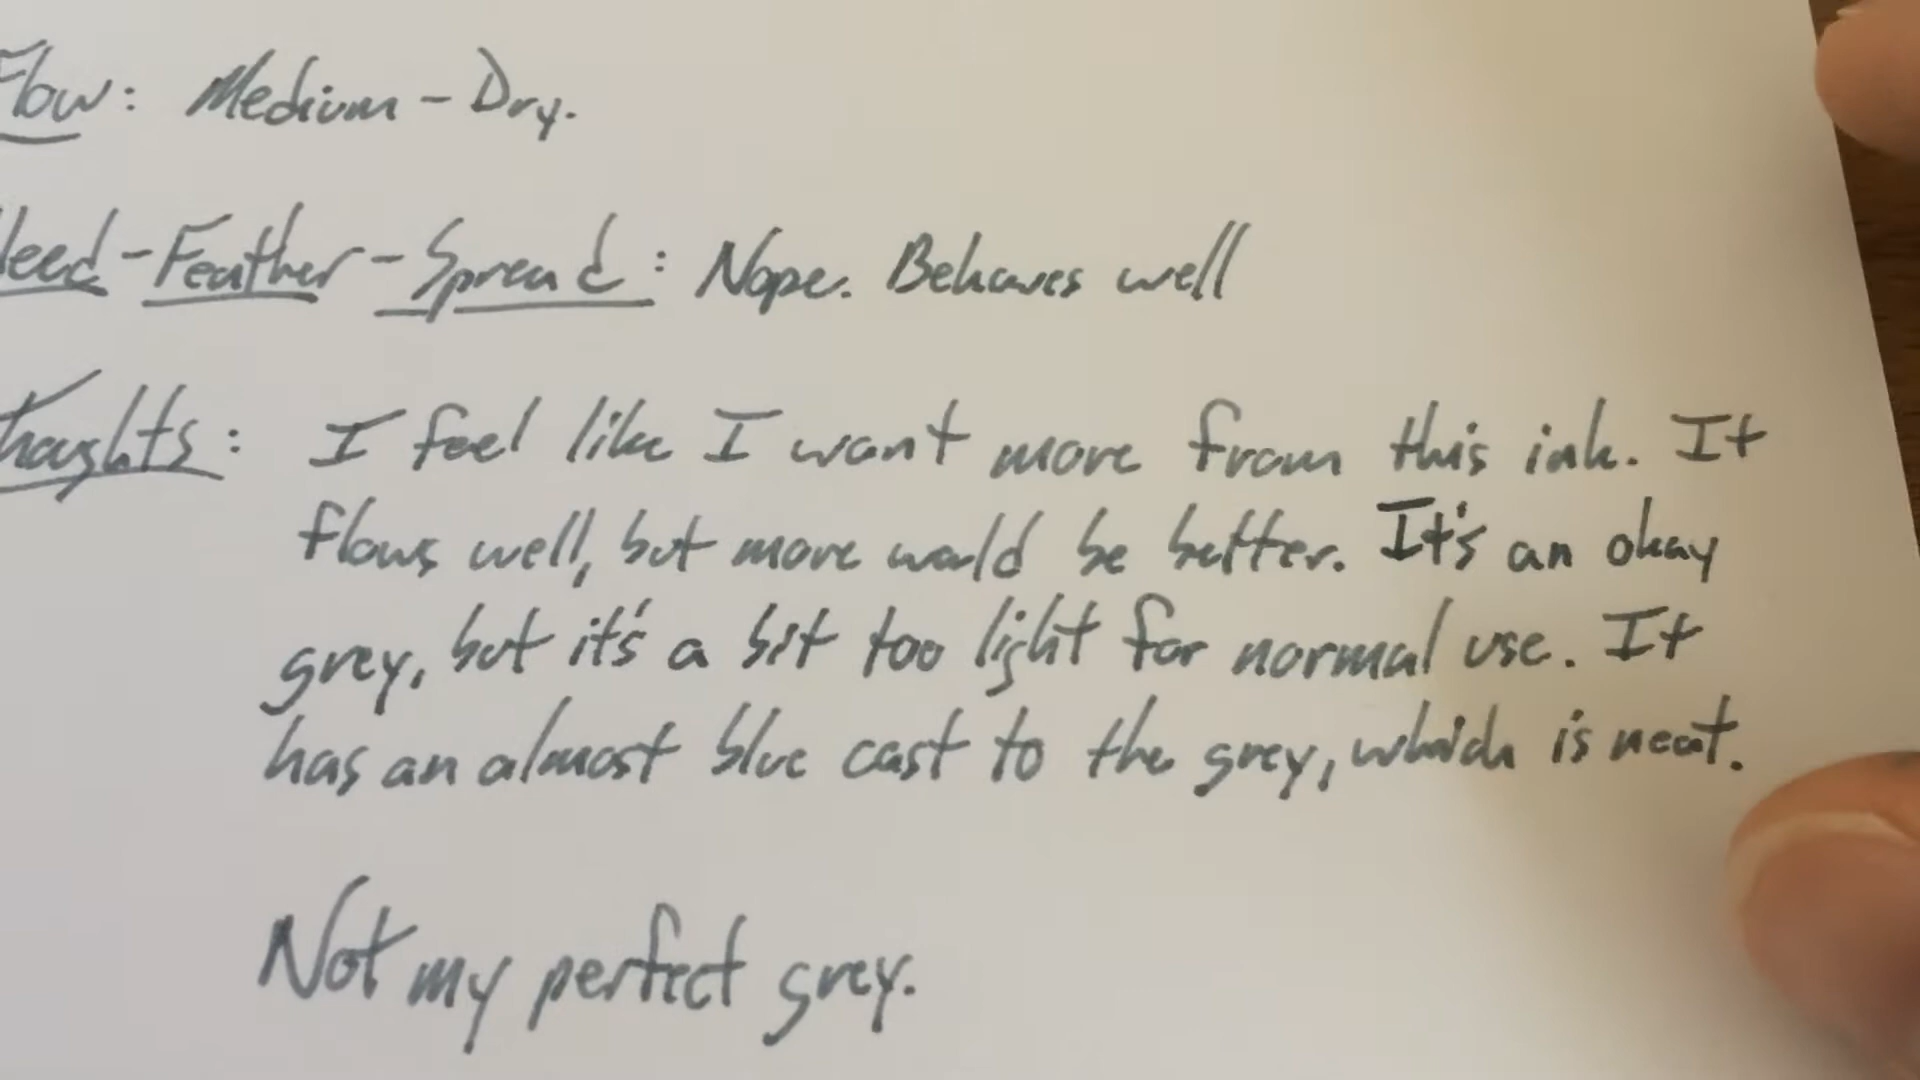 Flow: Medium - Dry.
leed - Feather - Spread: Nope. Behaves well
Thoughts: I feel like I want more from this ink. It
flows well, but more would be better. It's an okay
grey, but it's a bit too light for normal use. It
has an almost blue cast to the grey, which is neat.
Not my perfect grey.